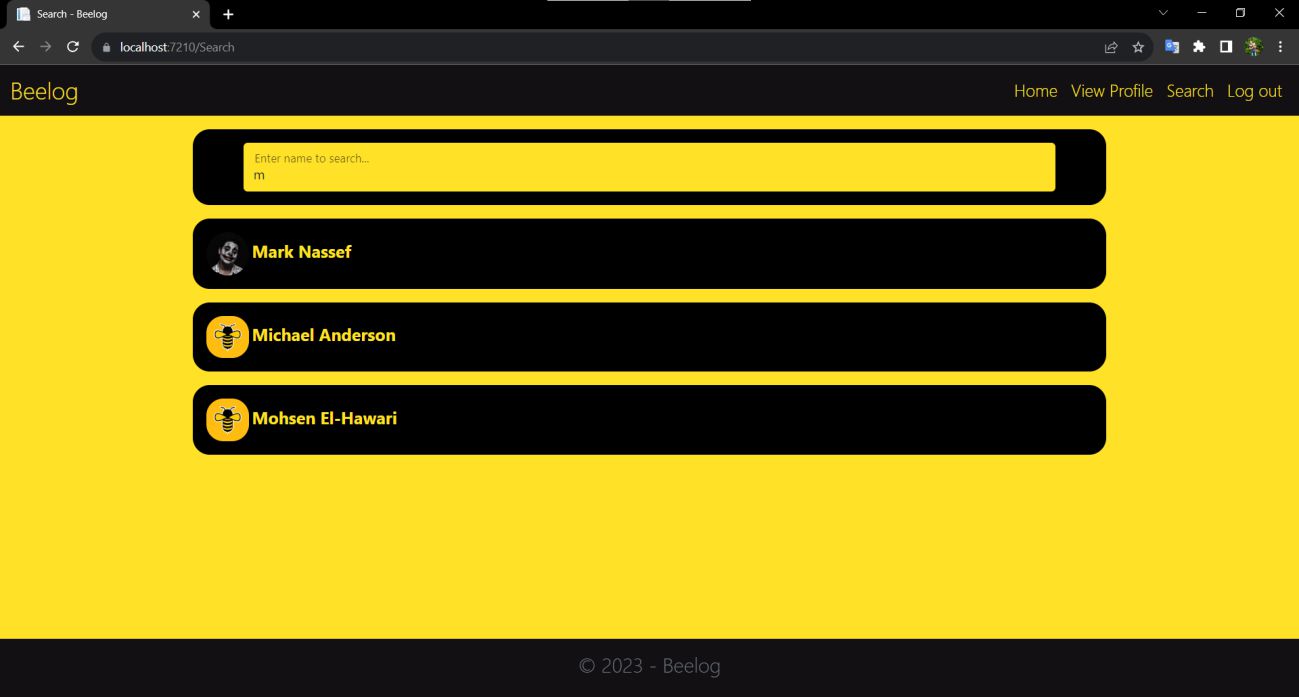 Search - Beelog
localhost:7210/Search
Beelog
Home View Profile Search Log out
Enter name to search...
m
Mark Nassef
Michael Anderson
Mohsen El-Hawari
© 2023 - Beelog